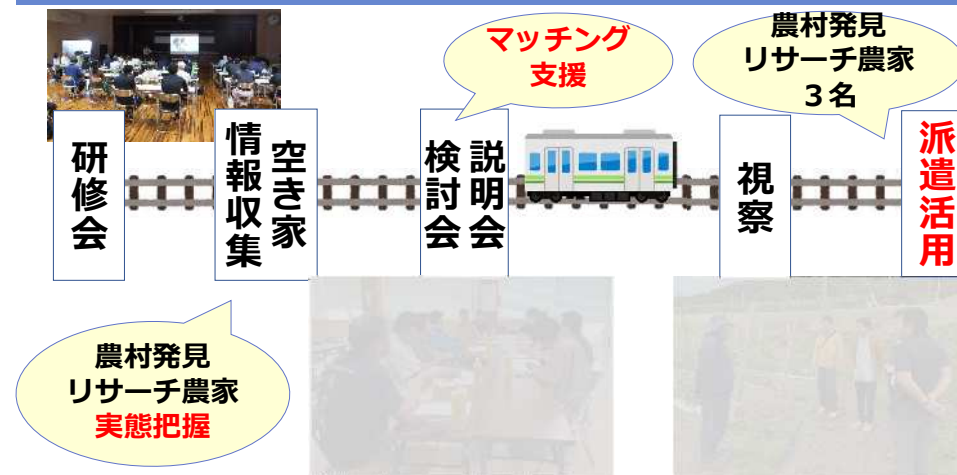 マッチング
支援
農村発見
リサーチ農家
３名
研修会
空き家
情報収集
説明会
検討会
視察
派遣活用
農村発見
リサーチ農家
実態把握